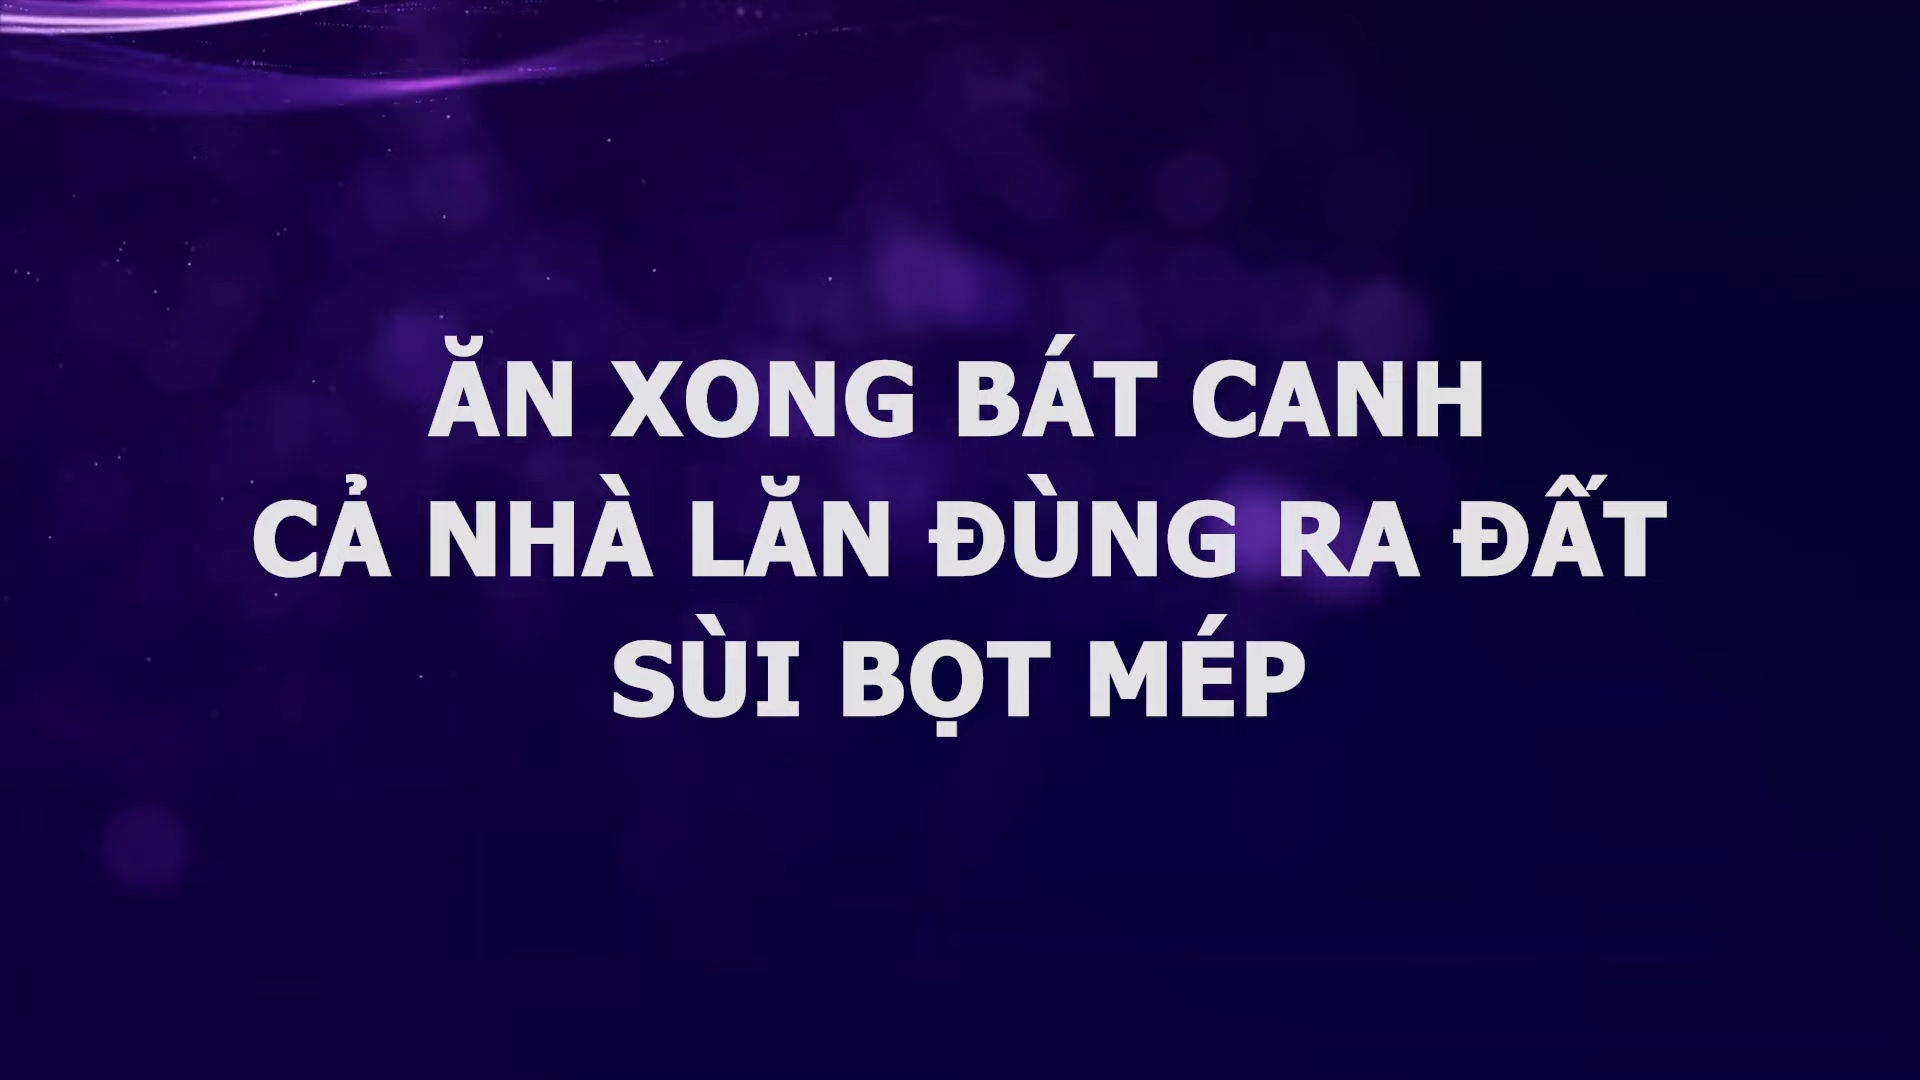 ĂN XONG BÁT CANH
CẢ NHÀ LĂN ĐÙNG RA ĐẤT
SÙI BỌT MÉP